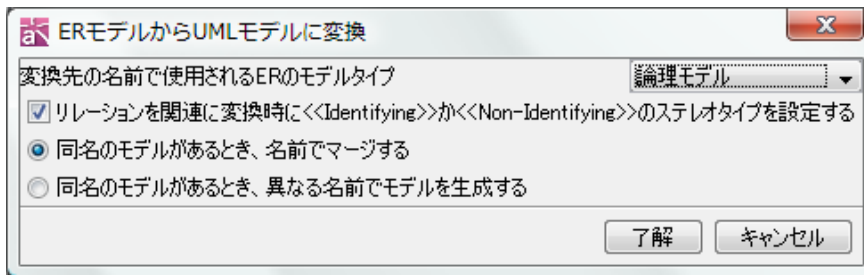 ERモデルからUMLモデルに変換
変換先の名前で使用されるERのモデルタイプ 論理モデル
リレーションを関連に変換時に<<Identifying>>か<<Non-Identifying>>のステレオタイプを設定する
同名のモデルがあるとき、名前でマージする
同名のモデルがあるとき、異なる名前でモデルを生成する
了解 キャンセル